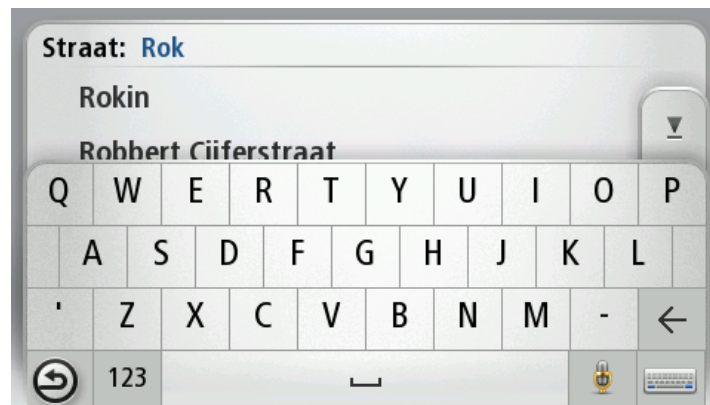 Straat: Rok
Rokin
Robbert Cijferstraat
Q W E R T Y U I O P
A S D F G H J K L
' Z X C V B N M -
123